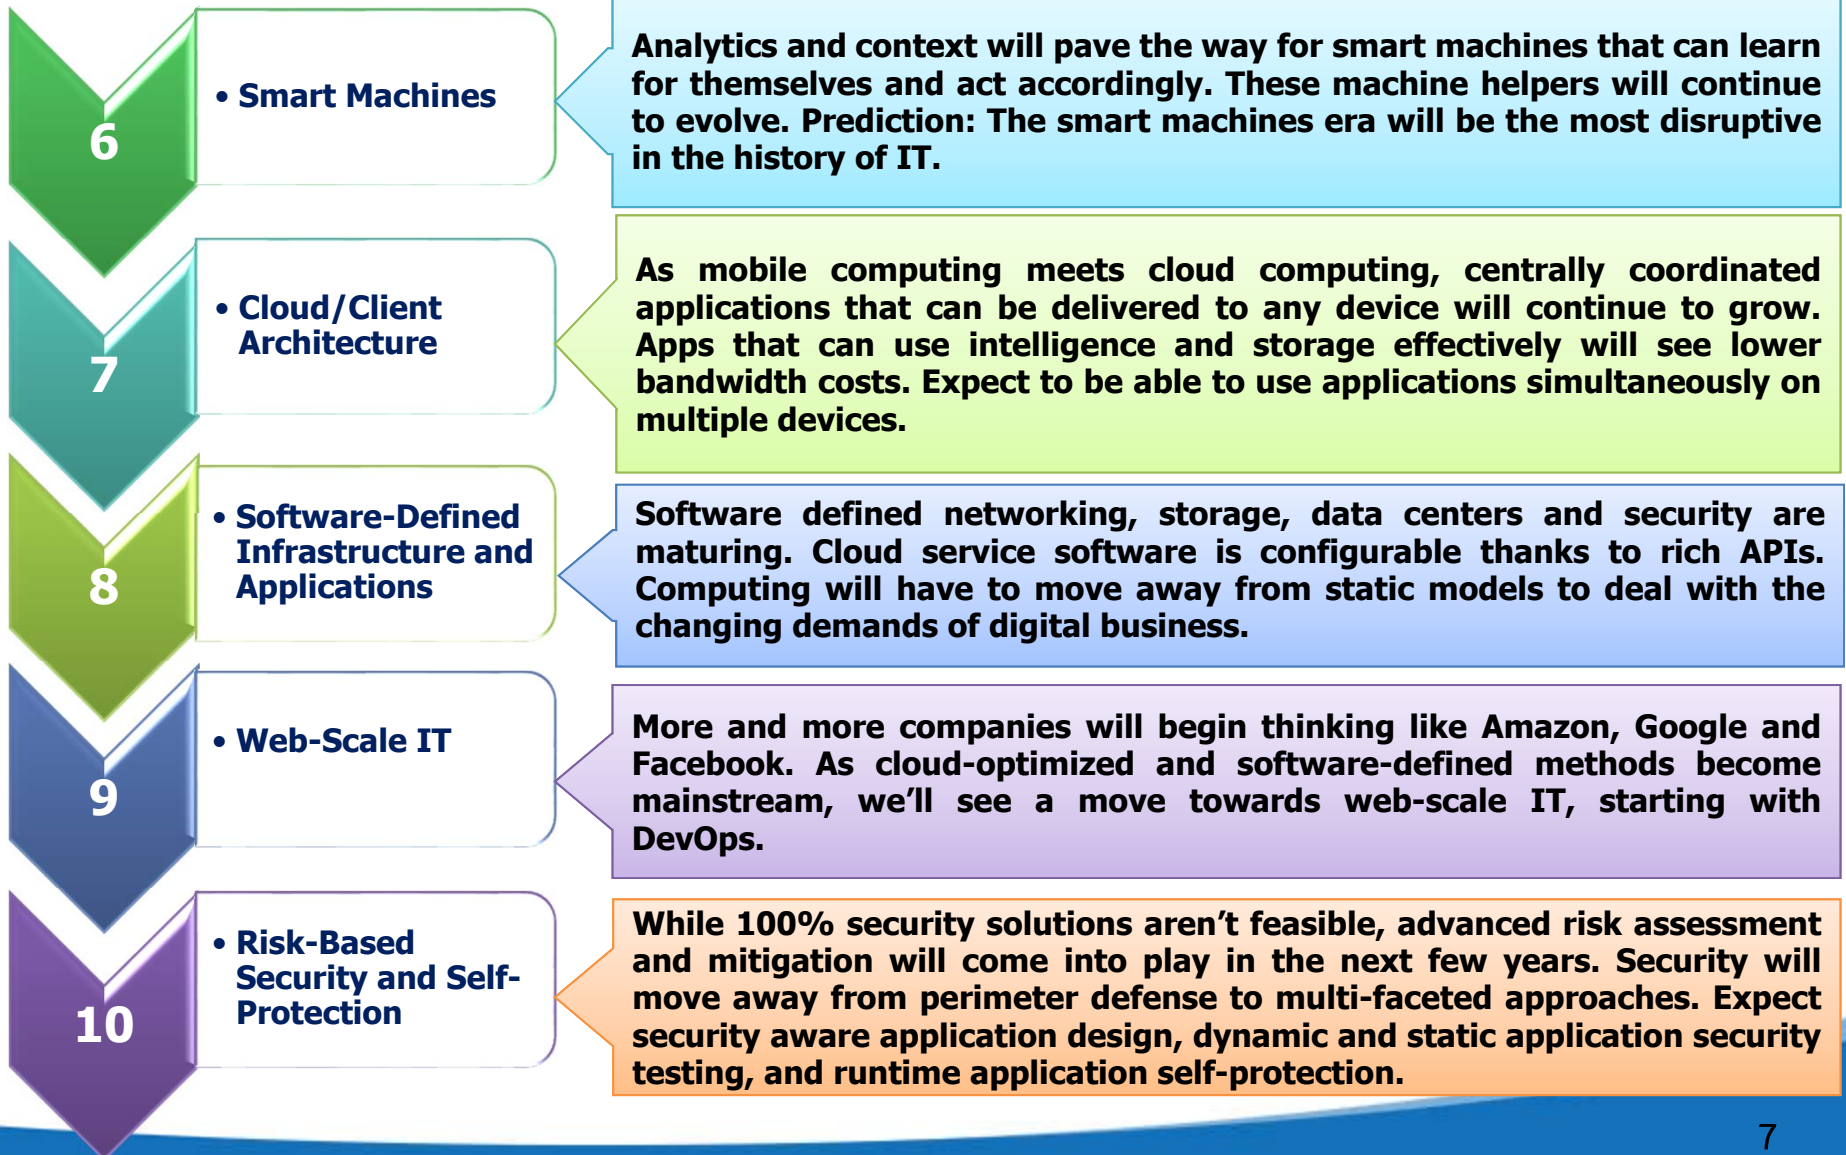 6
• Smart Machines
Analytics and context will pave the way for smart machines that can learn
for themselves and act accordingly. These machine helpers will continue
to evolve. Prediction: The smart machines era will be the most disruptive
in the history of IT.
7
• Cloud/Client
Architecture
As mobile computing meets cloud computing, centrally coordinated
applications that can be delivered to any device will continue to grow.
Apps that can use intelligence and storage effectively will see lower
bandwidth costs. Expect to be able to use applications simultaneously on
multiple devices.
8
• Software-Defined
Infrastructure and
Applications
Software defined networking, storage, data centers and security are
maturing. Cloud service software is configurable thanks to rich APIs.
Computing will have to move away from static models to deal with the
changing demands of digital business.
9
• Web-Scale IT
More and more companies will begin thinking like Amazon, Google and
Facebook. As cloud-optimized and software-defined methods become
mainstream, we’ll see a move towards web-scale IT, starting with
DevOps.
10
• Risk-Based
Security and Self-
Protection
While 100% security solutions aren’t feasible, advanced risk assessment
and mitigation will come into play in the next few years. Security will
move away from perimeter defense to multi-faceted approaches. Expect
security aware application design, dynamic and static application security
testing, and runtime application self-protection.
7